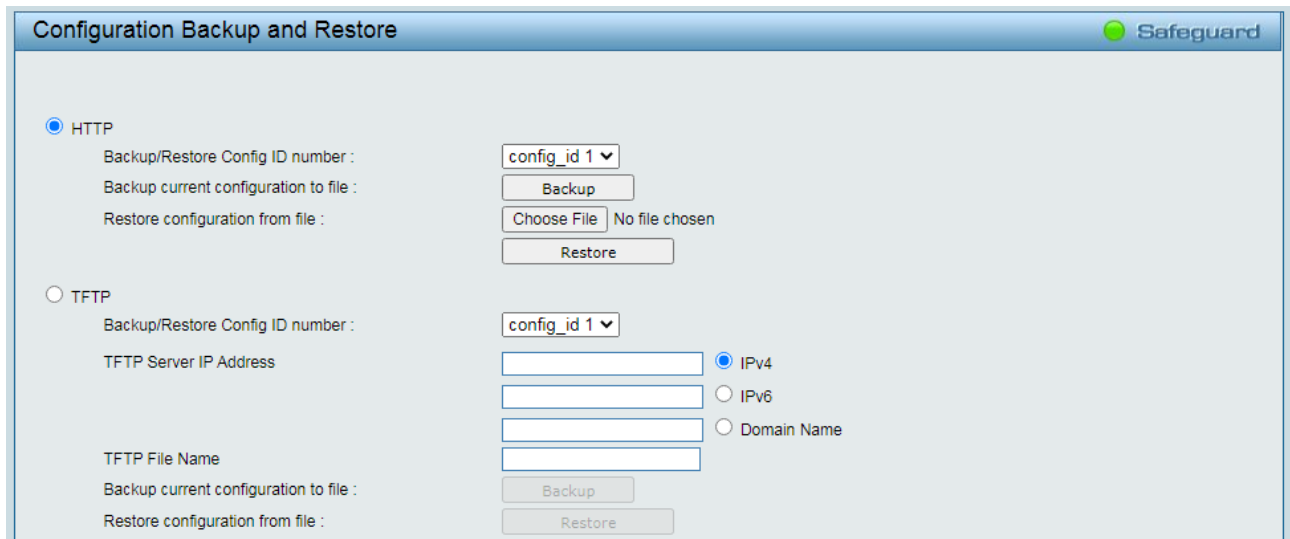 Configuration Backup and Restore
Safeguard
HTTP
Backup/Restore Config ID number :
config_id 1
Backup current configuration to file :
Backup
Restore configuration from file :
Choose File No file chosen
Restore
TFTP
Backup/Restore Config ID number :
config_id 1
TFTP Server IP Address
IPv4
IPv6
Domain Name
TFTP File Name
Backup current configuration to file :
Backup
Restore configuration from file :
Restore